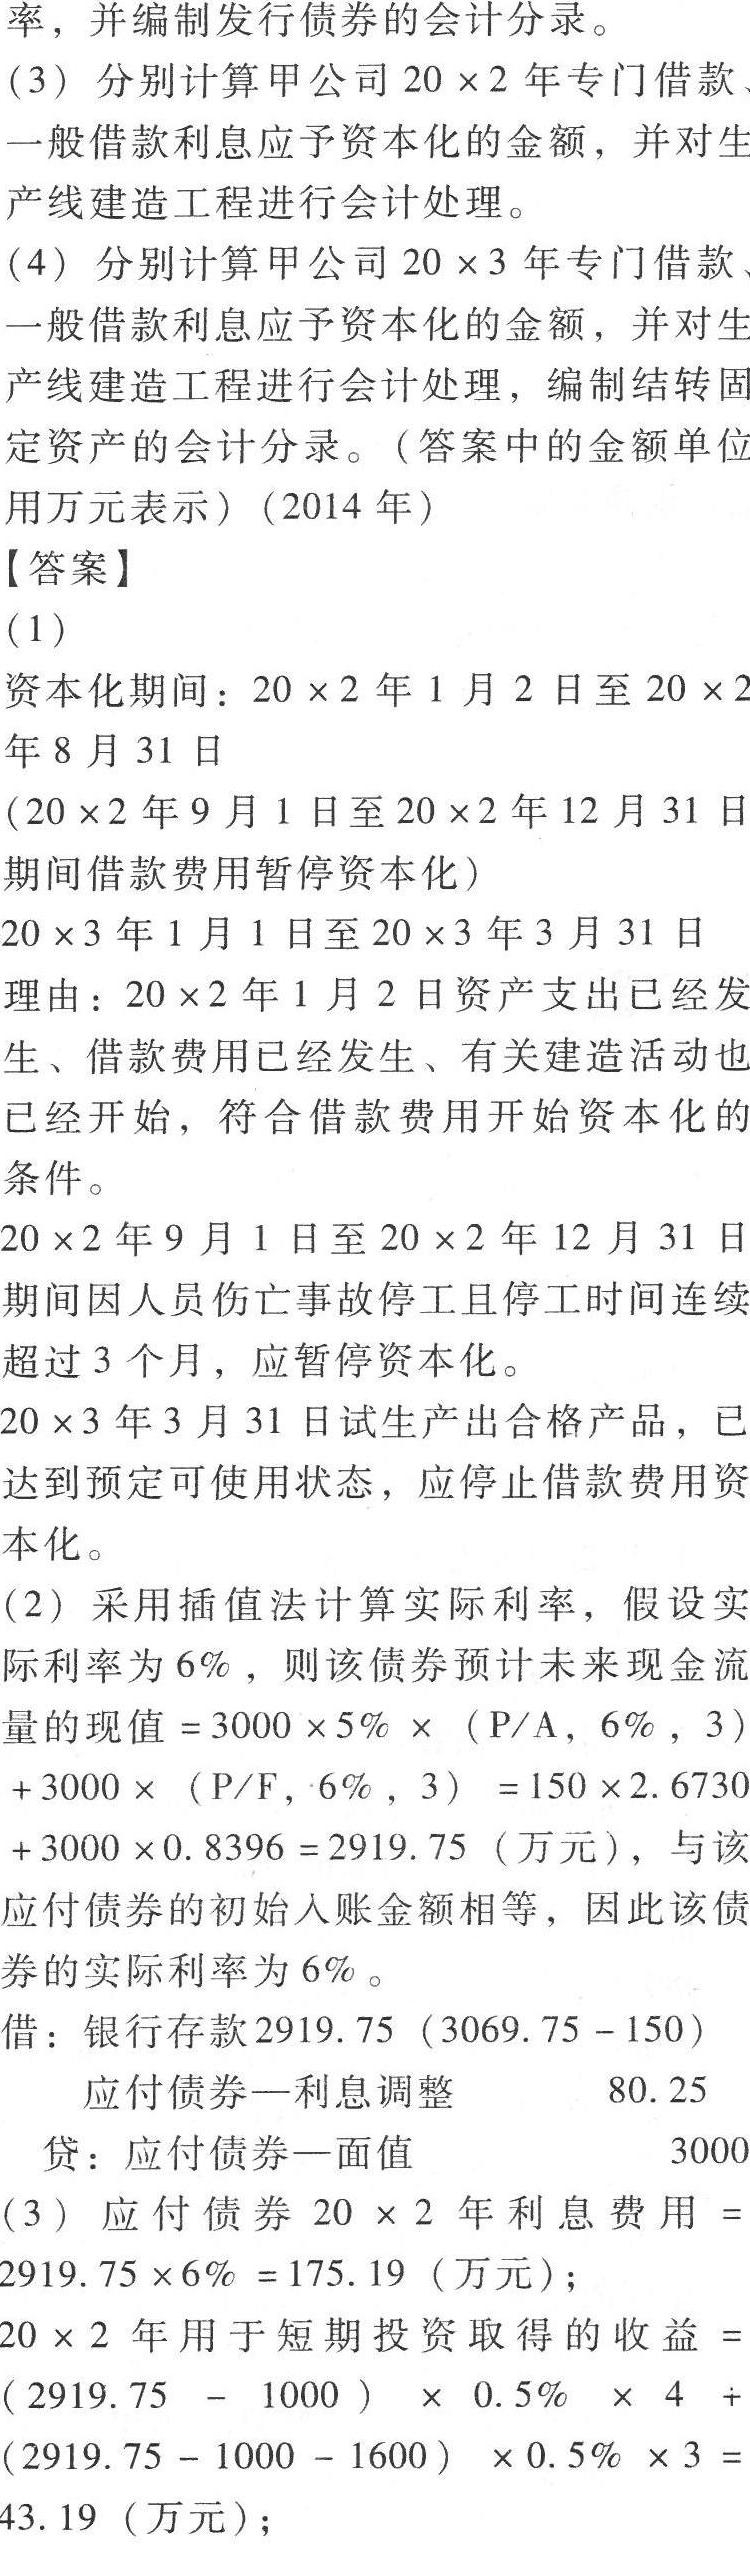 率，并编制发行债券的会计分录。
(3) 分别计算甲公司 20 ×2 年专门借款、
一般借款利息应予资本化的金额，并对生
产线建造工程进行会计处理。
(4) 分别计算甲公司 20 ×3 年专门借款、
一般借款利息应予资本化的金额，并对生
产线建造工程进行会计处理，编制结转固
定资产的会计分录。(答案中的金额单位
用万元表示) (2014 年)
【答案】
(1)
资本化期间：20 ×2 年 1 月 2 日至 20 ×2
年 8 月 31 日
(20 ×2 年 9 月 1 日至 20 ×2 年 12 月 31 日
期间借款费用暂停资本化)
20 ×3 年 1 月 1 日至 20 ×3 年 3 月 31 日
理由：20 ×2 年 1 月 2 日资产支出已经发
生、借款费用已经发生、有关建造活动也
已经开始，符合借款费用开始资本化的
条件。
20 ×2 年 9 月 1 日至 20 ×2 年 12 月 31 日
期间因人员伤亡事故停工且停工时间连续
超过 3 个月，应暂停资本化。
20 ×3 年 3 月 31 日试生产出合格产品，已
达到预定可使用状态，应停止借款费用资
本化。
(2) 采用插值法计算实际利率，假设实
际利率为 6%，则该债券预计未来现金流
量的现值 =3000 ×5% × (P/A, 6%, 3)
+3000 × (P/F, 6%, 3) =150 ×2.6730
+3000 ×0.8396 =2919.75 (万元)，与该
应付债券的初始入账金额相等，因此该债
券的实际利率为 6%。
借：银行存款2919.75 (3069.75 -150)
应付债券—利息调整 80.25
贷：应付债券—面值 3000
(3) 应付债券 20 ×2 年利息费用 =
2919.75 ×6% =175.19 (万元)；
20 ×2 年用于短期投资取得的收益 =
(2919.75 - 1000) × 0.5% × 4 +
(2919.75 - 1000 - 1600) ×0.5% ×3 =
43.19 (万元)；